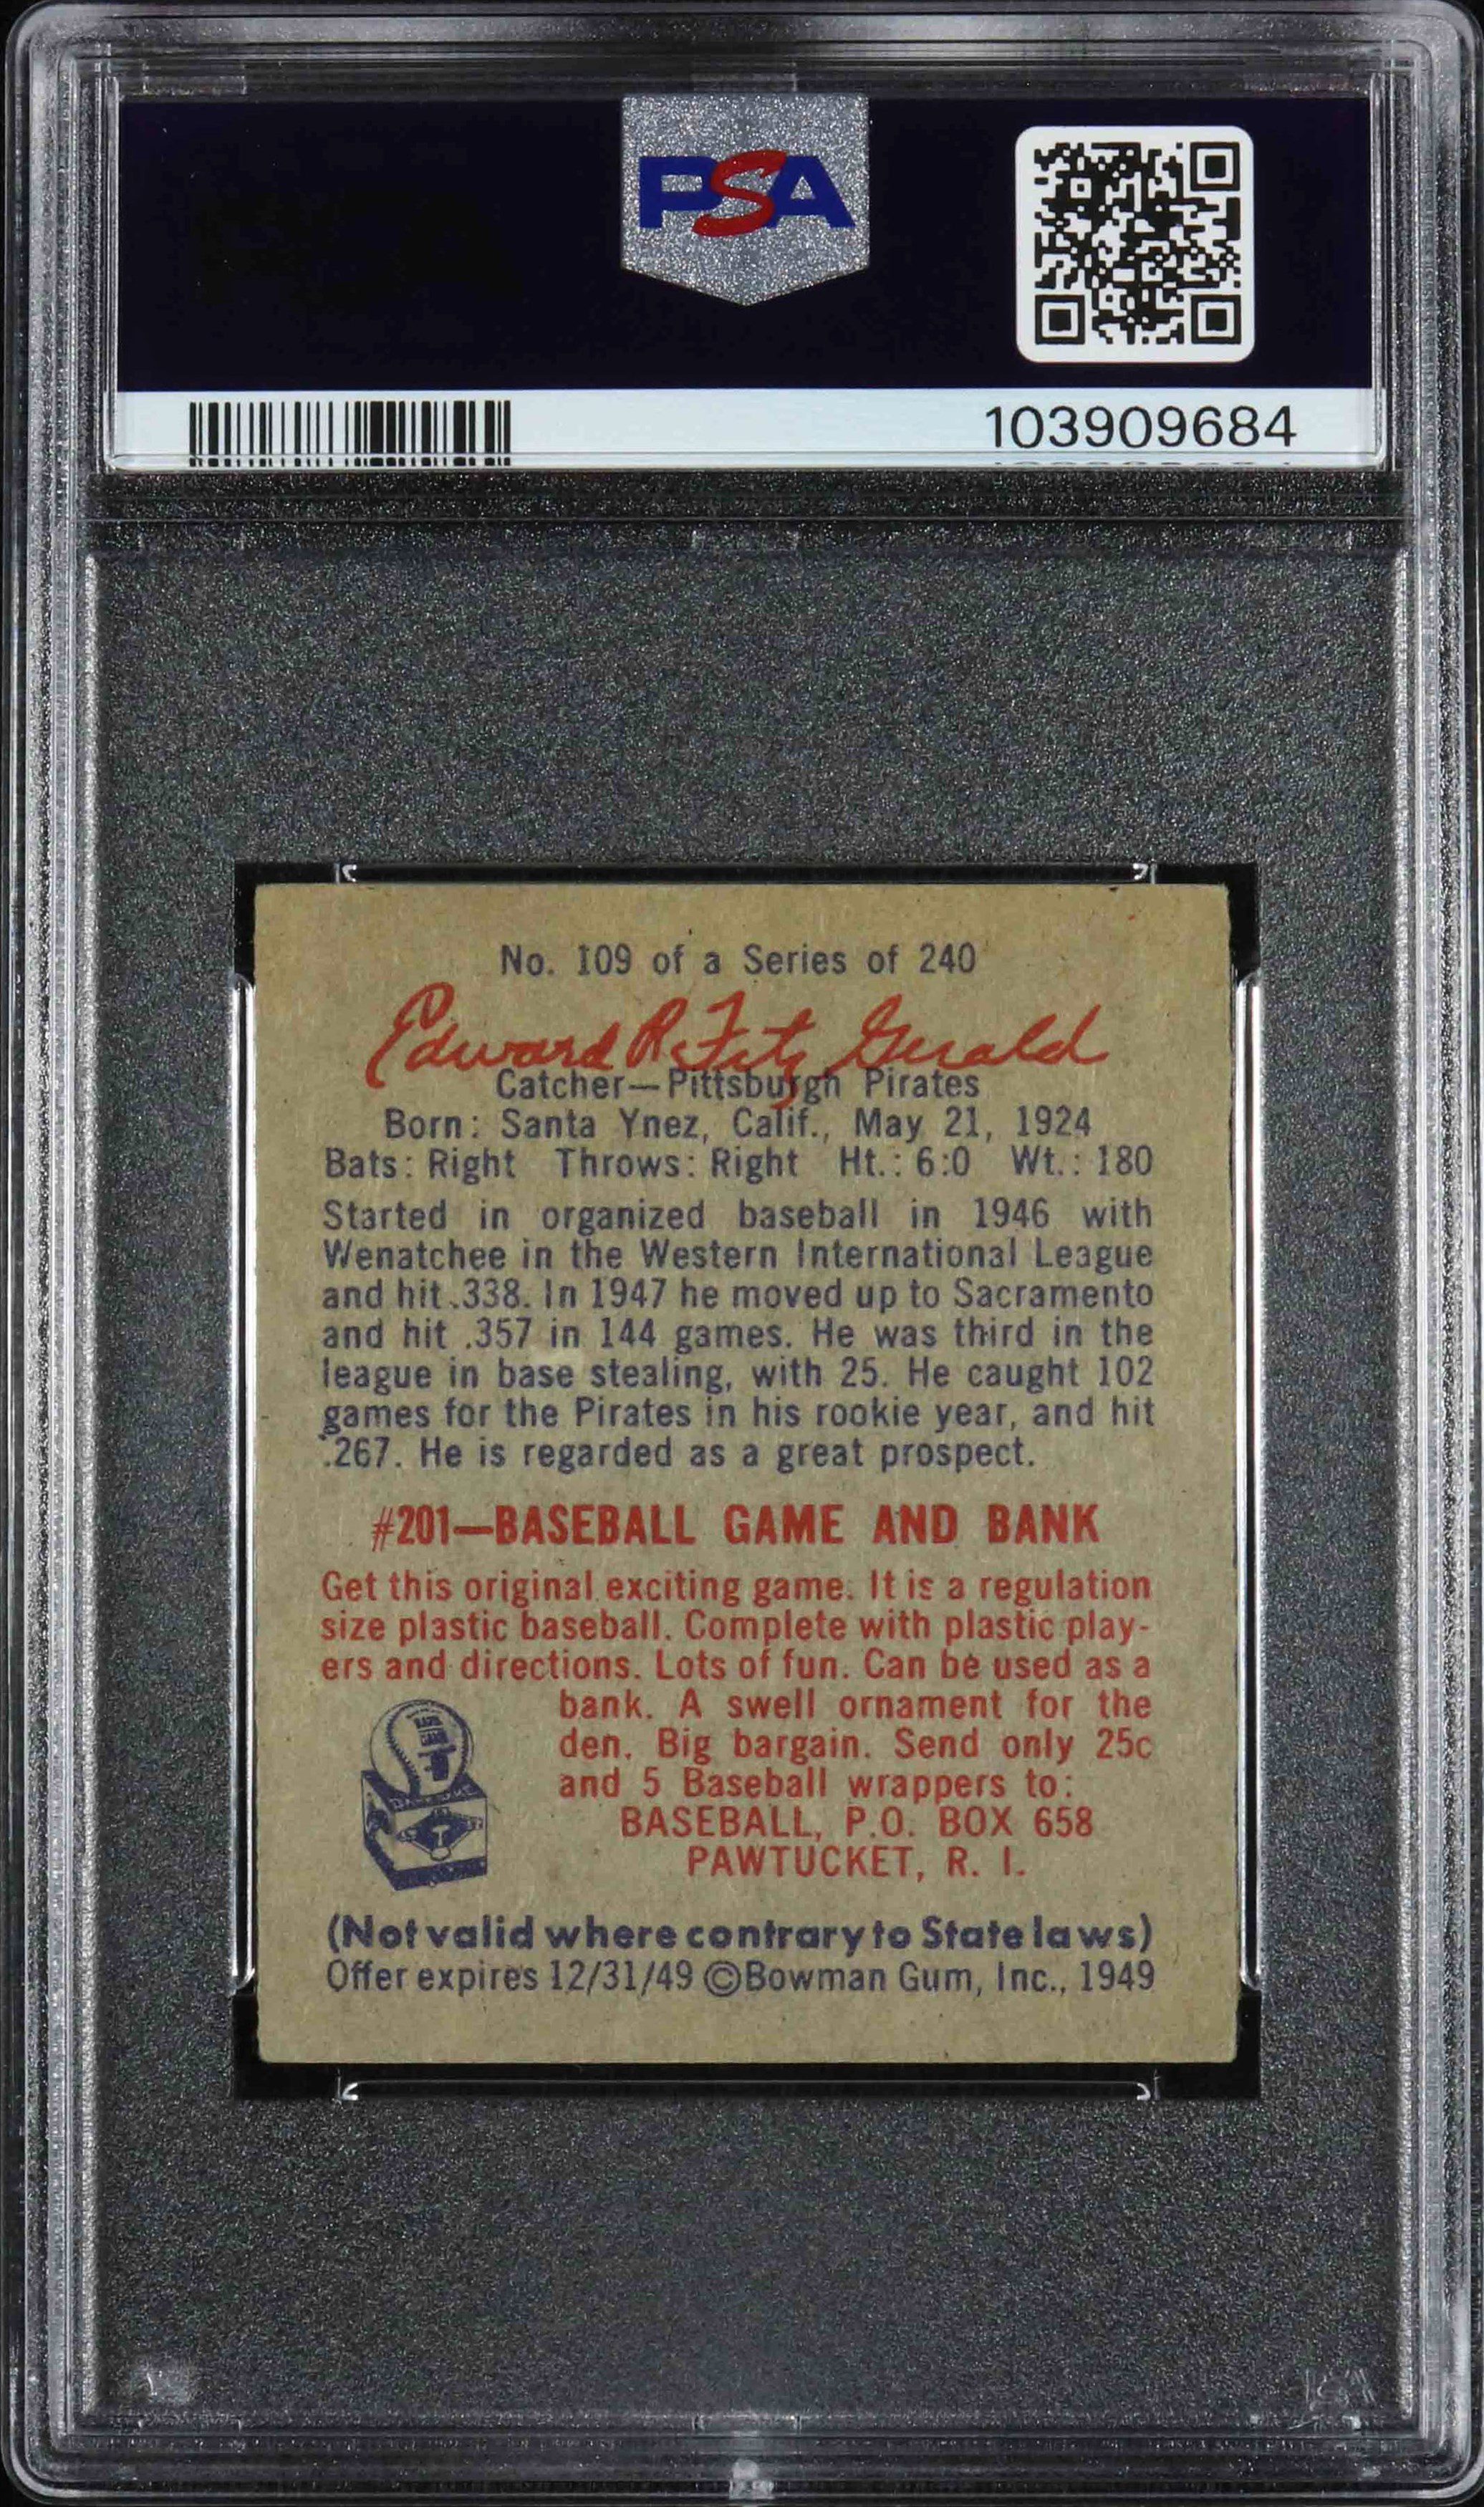 PSA
103909684
No. 109 of a Series of 240
Edward R. Fitz Gerald
Catcher—Pittsburgh Pirates
Born: Santa Ynez, Calif., May 21, 1924
Bats: Right Throws: Right Ht.: 6:0 Wt.: 180
Started in organized baseball in 1946 with
Wenatchee in the Western International League
and hit .338. In 1947 he moved up to Sacramento
and hit .357 in 144 games. He was third in the
league in base stealing, with 25. He caught 102
games for the Pirates in his rookie year, and hit
.267. He is regarded as a great prospect.
#201—BASEBALL GAME AND BANK
Get this original exciting game. It is a regulation
size plastic baseball. Complete with plastic play-
ers and directions. Lots of fun. Can be used as a
bank. A swell ornament for the
den. Big bargain. Send only 25c
and 5 Baseball wrappers to:
BASEBALL, P.O. BOX 658
PAWTUCKET, R. I.
(Not valid where contrary to State laws)
Offer expires 12/31/49 ©Bowman Gum, Inc., 1949